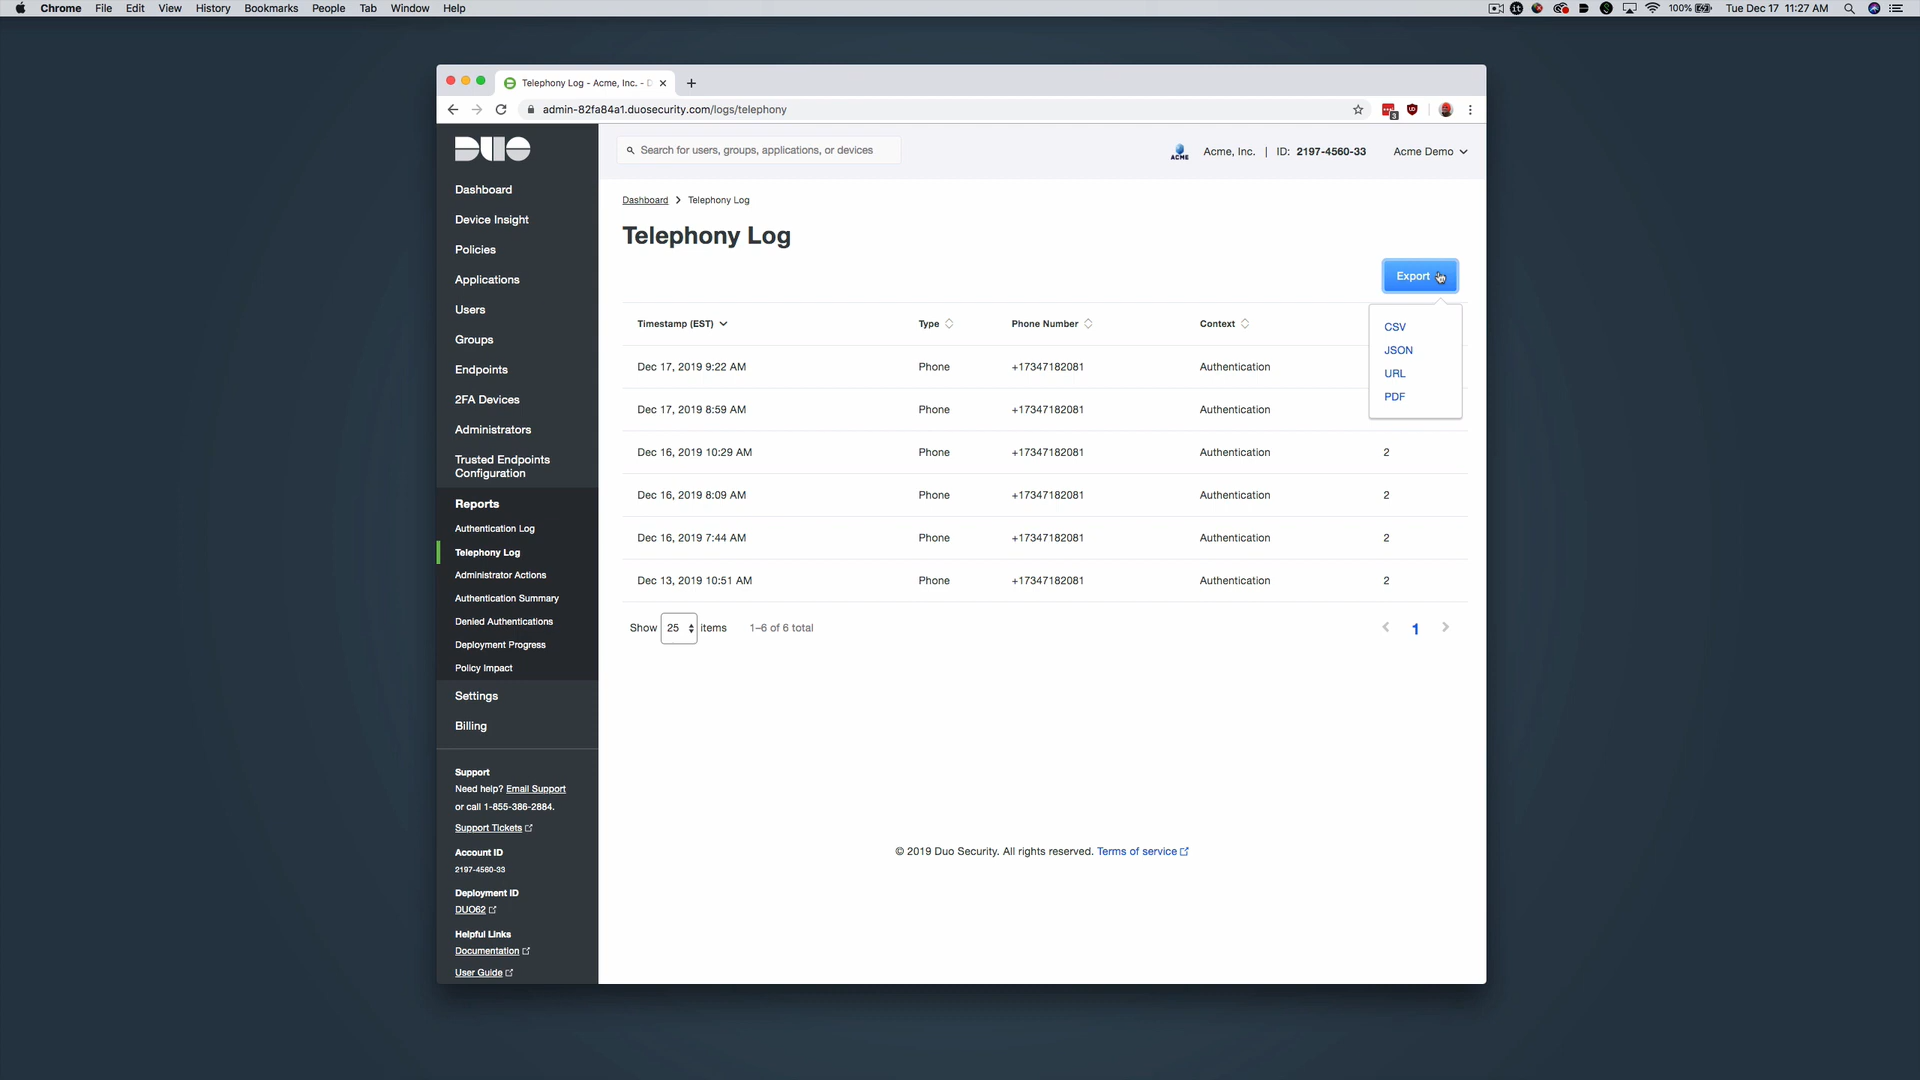 Chrome File Edit View History Bookmarks People Tab Window Help
100% Tue Dec 17 11:27 AM
Telephony Log - Acme, Inc. - D
admin-82fa84a1.duosecurity.com/logs/telephony
3
DUO
Search for users, groups, applications, or devices
ACME
Acme, Inc. | ID: 2197-4560-33 Acme Demo
Dashboard
Device Insight
Policies
Applications
Users
Groups
Endpoints
2FA Devices
Administrators
Trusted Endpoints
Configuration
Reports
Authentication Log
Telephony Log
Administrator Actions
Authentication Summary
Denied Authentications
Deployment Progress
Policy Impact
Settings
Billing
Support
Need help? Email Support
or call 1-855-386-2884.
Support Tickets
Account ID
2197-4560-33
Deployment ID
DUO62
Helpful Links
Documentation
User Guide
Dashboard > Telephony Log
Telephony Log
Export
CSV
JSON
URL
PDF
Timestamp (EST) Type Phone Number Context
Dec 17, 2019 9:22 AM Phone +17347182081 Authentication
Dec 17, 2019 8:59 AM Phone +17347182081 Authentication
Dec 16, 2019 10:29 AM Phone +17347182081 Authentication 2
Dec 16, 2019 8:09 AM Phone +17347182081 Authentication 2
Dec 16, 2019 7:44 AM Phone +17347182081 Authentication 2
Dec 13, 2019 10:51 AM Phone +17347182081 Authentication 2
Show 25 items 1–6 of 6 total 1
© 2019 Duo Security. All rights reserved. Terms of service